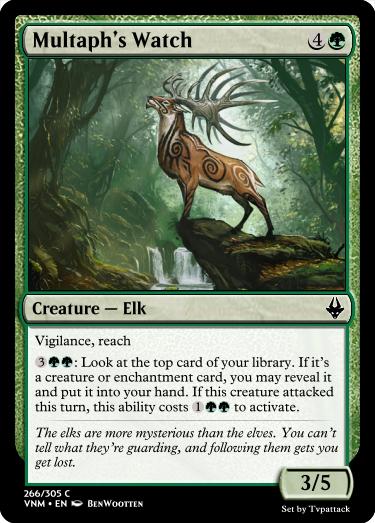 Multaph's Watch 4
Creature — Elk
Vigilance, reach
3: Look at the top card of your library. If it's
a creature or enchantment card, you may reveal it
and put it into your hand. If this creature attacked
this turn, this ability costs 1 to activate.
The elks are more mysterious than the elves. You can't
tell what they're guarding, and following them gets you
get lost.
3/5
266/305 C
VNM • EN BenWootten
Set by Tvpattack